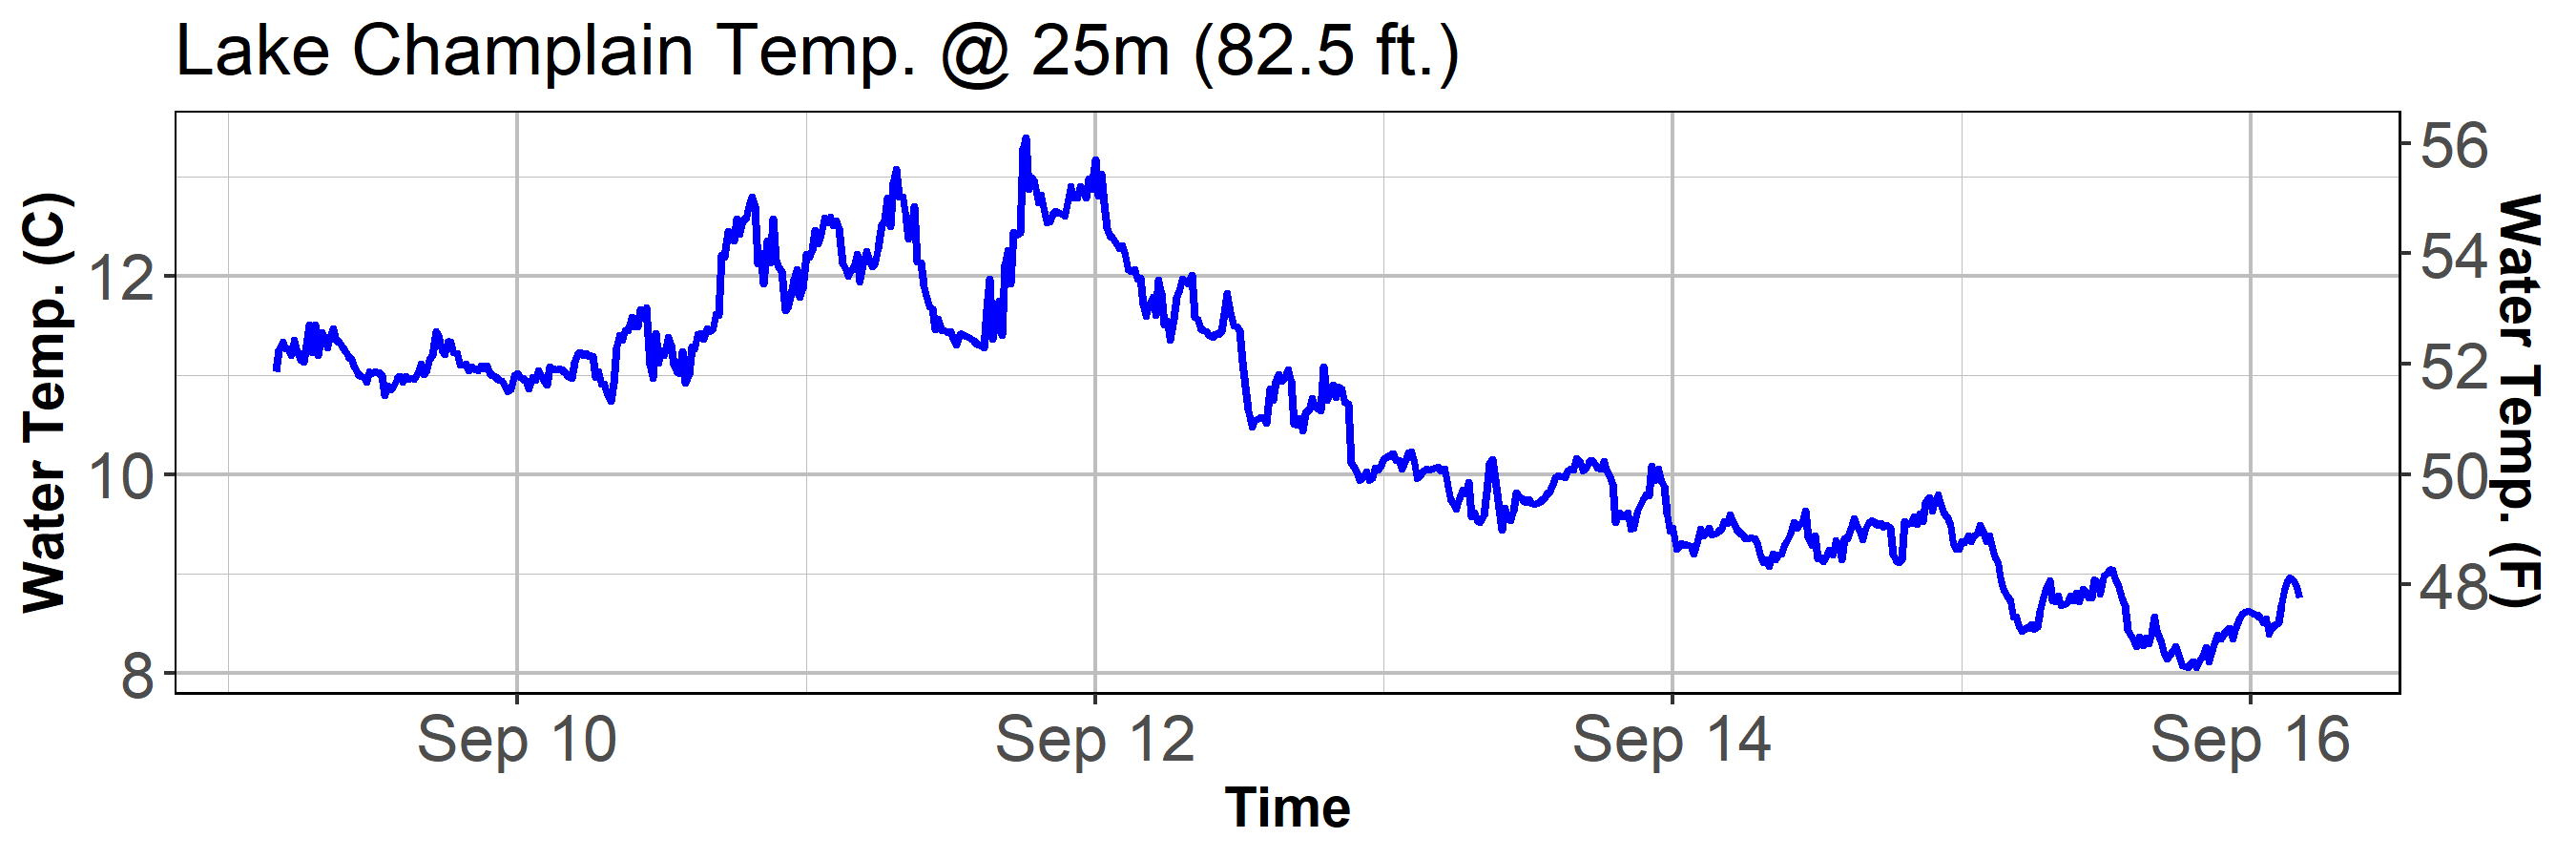 Lake Champlain Temp. @ 25m (82.5 ft.)
Water Temp. (C)
12
10
8
56
54
52
50
48
Water Temp. (F)
Sep 10
Sep 12
Sep 14
Sep 16
Time